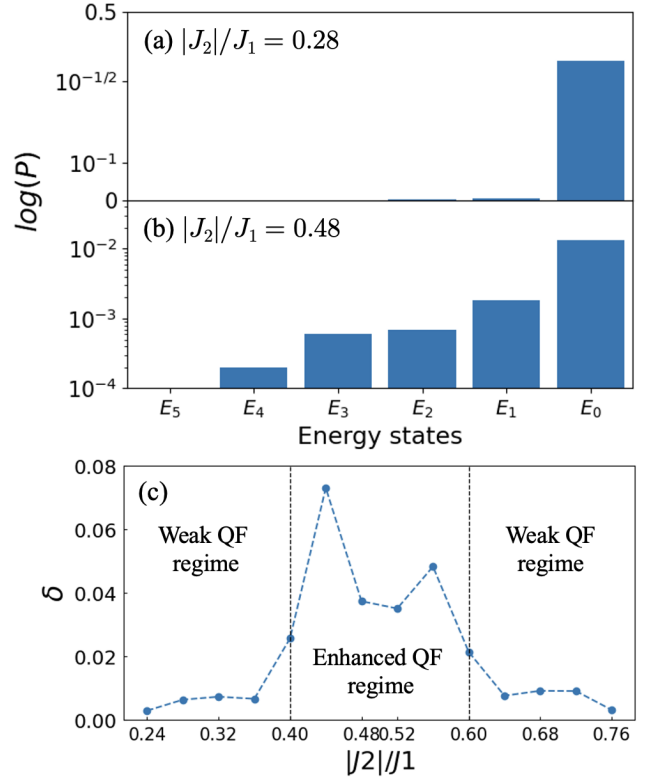 0.5
(a) |J₂|/J₁ = 0.28
10⁻¹/²
10⁻¹
0
log(P)
(b) |J₂|/J₁ = 0.48
10⁻²
10⁻³
10⁻⁴
E₅ E₄ E₃ E₂ E₁ E₀
Energy states
0.08
(c)
0.06
Weak QF
regime
Weak QF
regime
δ
0.04
0.02
Enhanced QF
regime
0.00
0.24 0.32 0.40 0.48 0.52 0.60 0.68 0.76
|J2|/J1